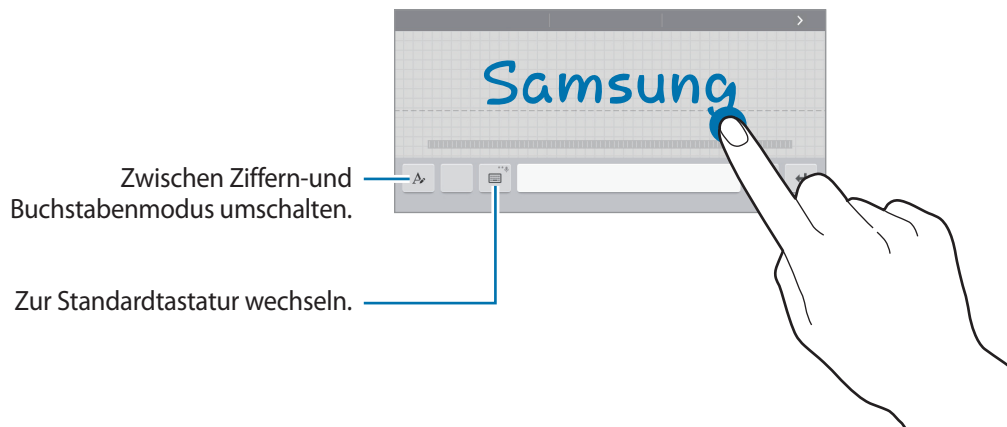 Samsung
A
Zwischen Ziffern-und
Buchstabenmodus umschalten.
Zur Standardtastatur wechseln.